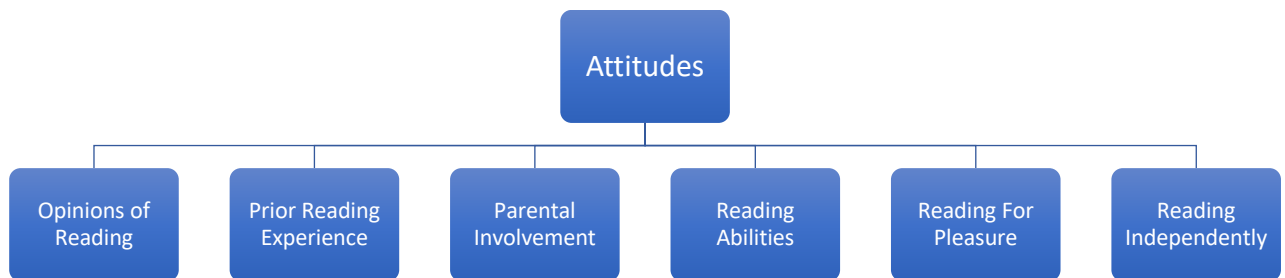 Attitudes
Opinions of
Reading
Prior Reading
Experience
Parental
Involvement
Reading
Abilities
Reading For
Pleasure
Reading
Independently